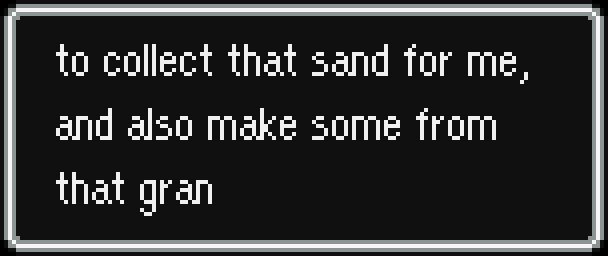 to collect that sand for me,
and also make some from
that gran